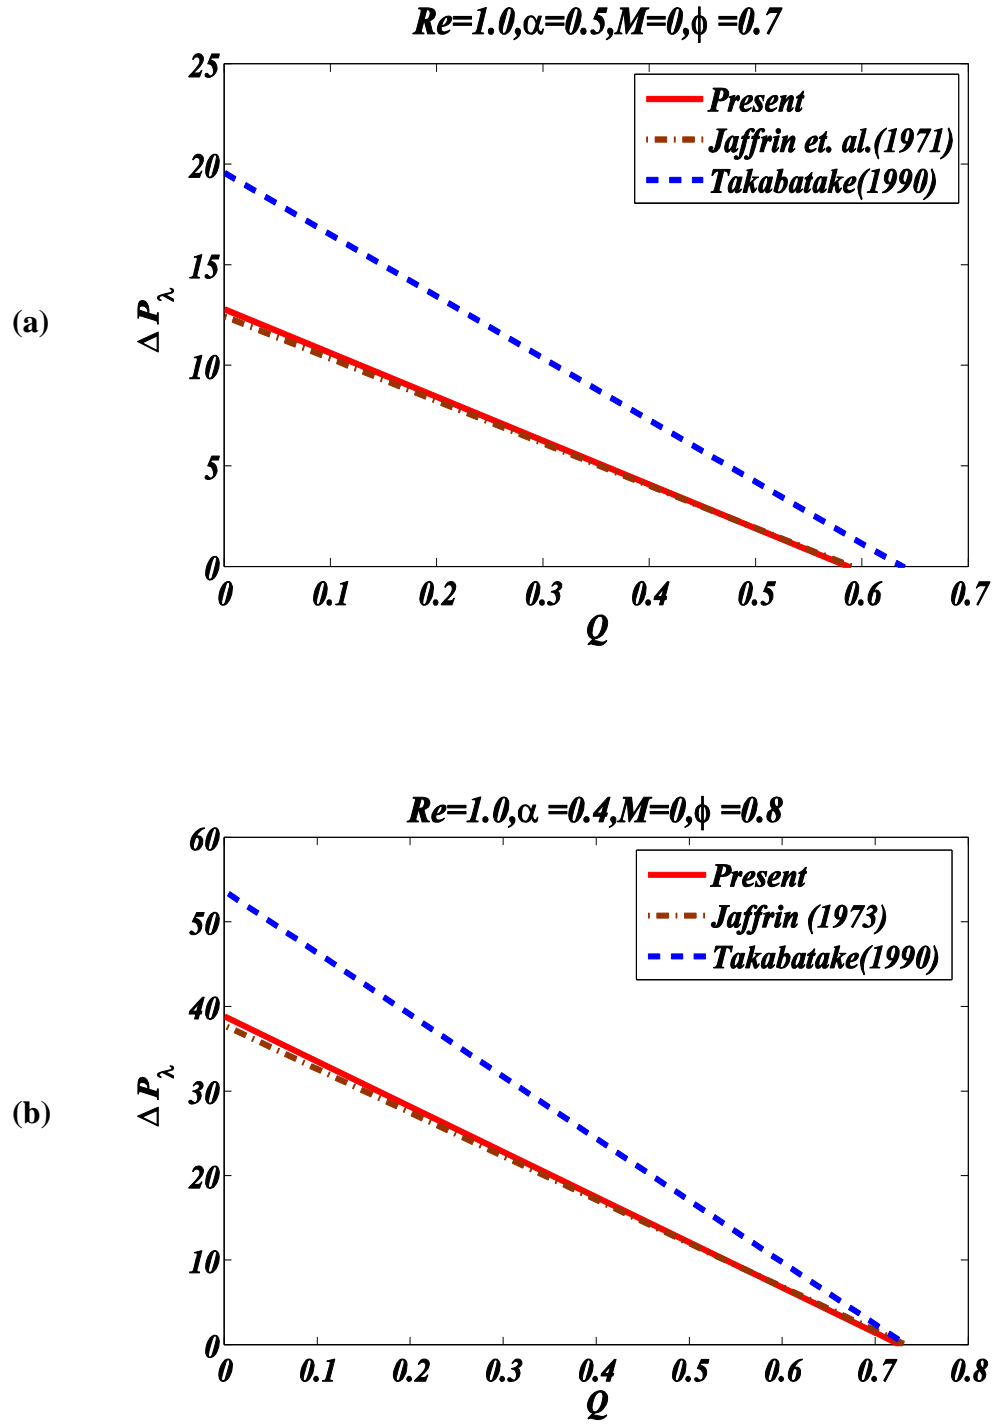 Re=1.0,α=0.5,M=0,ϕ =0.7
25
20
15
10
5
0
ΔP_λ
(a)
Present
Jaffrin et. al.(1971)
Takabatake(1990)
0 0.1 0.2 0.3 0.4 0.5 0.6 0.7
Q
Re=1.0,α =0.4,M=0,ϕ =0.8
60
50
40
30
20
10
0
ΔP_λ
(b)
Present
Jaffrin (1973)
Takabatake(1990)
0 0.1 0.2 0.3 0.4 0.5 0.6 0.7 0.8
Q